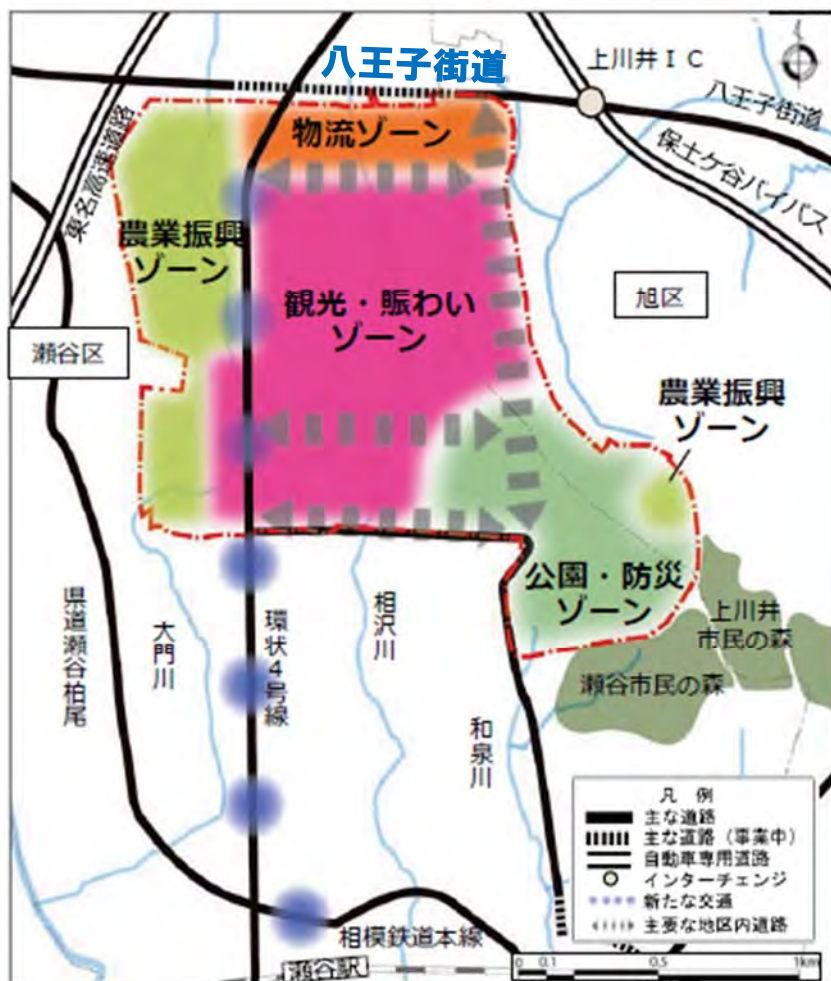 八王子街道
上川井IC
八王子街道
保土ケ谷バイパス
東名高速道路
物流ゾーン
農業振興
ゾーン
観光・賑わい
ゾーン
旭区
瀬谷区
農業振興
ゾーン
公園・防災
ゾーン
上川井
市民の森
瀬谷市民の森
県道瀬谷柏尾
大門川
環状4号線
相沢川
和泉川
相模鉄道本線
瀬谷駅
凡 例
主な道路
主な道路（事業中）
自動車専用道路
インターチェンジ
新たな交通
主要な地区内道路
0 0.1 0.5 1km